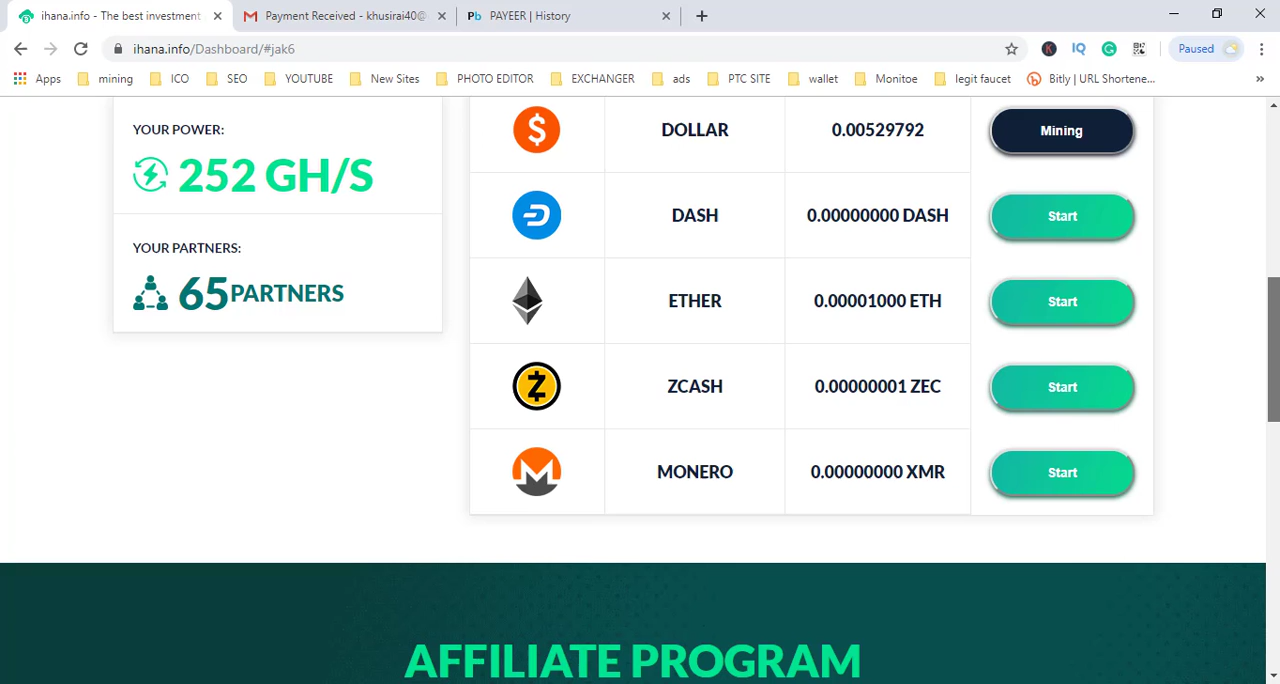 ihana.info - The best investment
Payment Received - khusirai40@
Pb PAYEER | History
ihana.info/Dashboard/#jak6
K
IQ
G
Paused
Apps
mining
ICO
SEO
YOUTUBE
New Sites
PHOTO EDITOR
EXCHANGER
ads
PTC SITE
wallet
Monitoe
legit faucet
Bitly | URL Shortene...
»
YOUR POWER:
252 GH/S
YOUR PARTNERS:
65 PARTNERS
DOLLAR 0.00529792 Mining
DASH 0.00000000 DASH Start
ETHER 0.00001000 ETH Start
ZCASH 0.00000001 ZEC Start
MONERO 0.00000000 XMR Start
AFFILIATE PROGRAM